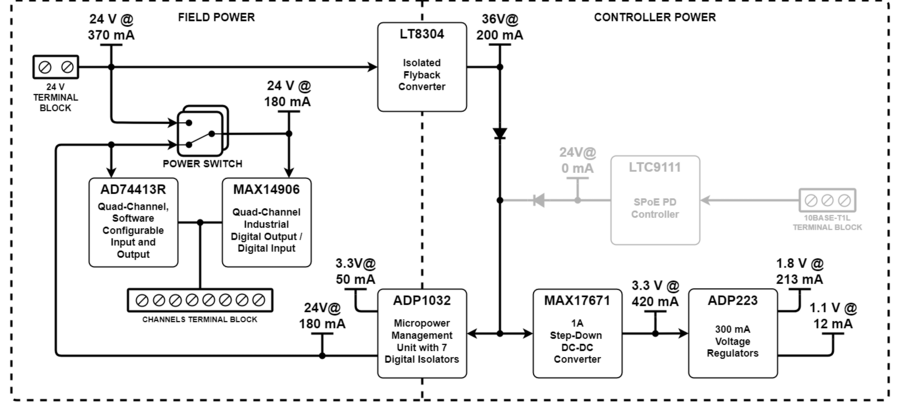 FIELD POWER
CONTROLLER POWER
24 V @
370 mA
36V@
200 mA
LT8304
Isolated
Flyback
Converter
24 V
TERMINAL
BLOCK
24 V @
180 mA
POWER SWITCH
24V@
0 mA
LTC9111
SPoE PD
Controller
10BASE-T1L
TERMINAL BLOCK
AD74413R
Quad-Channel,
Software
Configurable
Input and
Output
MAX14906
Quad-Channel
Industrial
Digital Output /
Digital Input
CHANNELS TERMINAL BLOCK
3.3V@
50 mA
24V@
180 mA
ADP1032
Micropower
Management
Unit with 7
Digital Isolators
MAX17671
1A
Step-Down
DC-DC
Converter
3.3 V @
420 mA
ADP223
300 mA
Voltage
Regulators
1.8 V @
213 mA
1.1 V @
12 mA